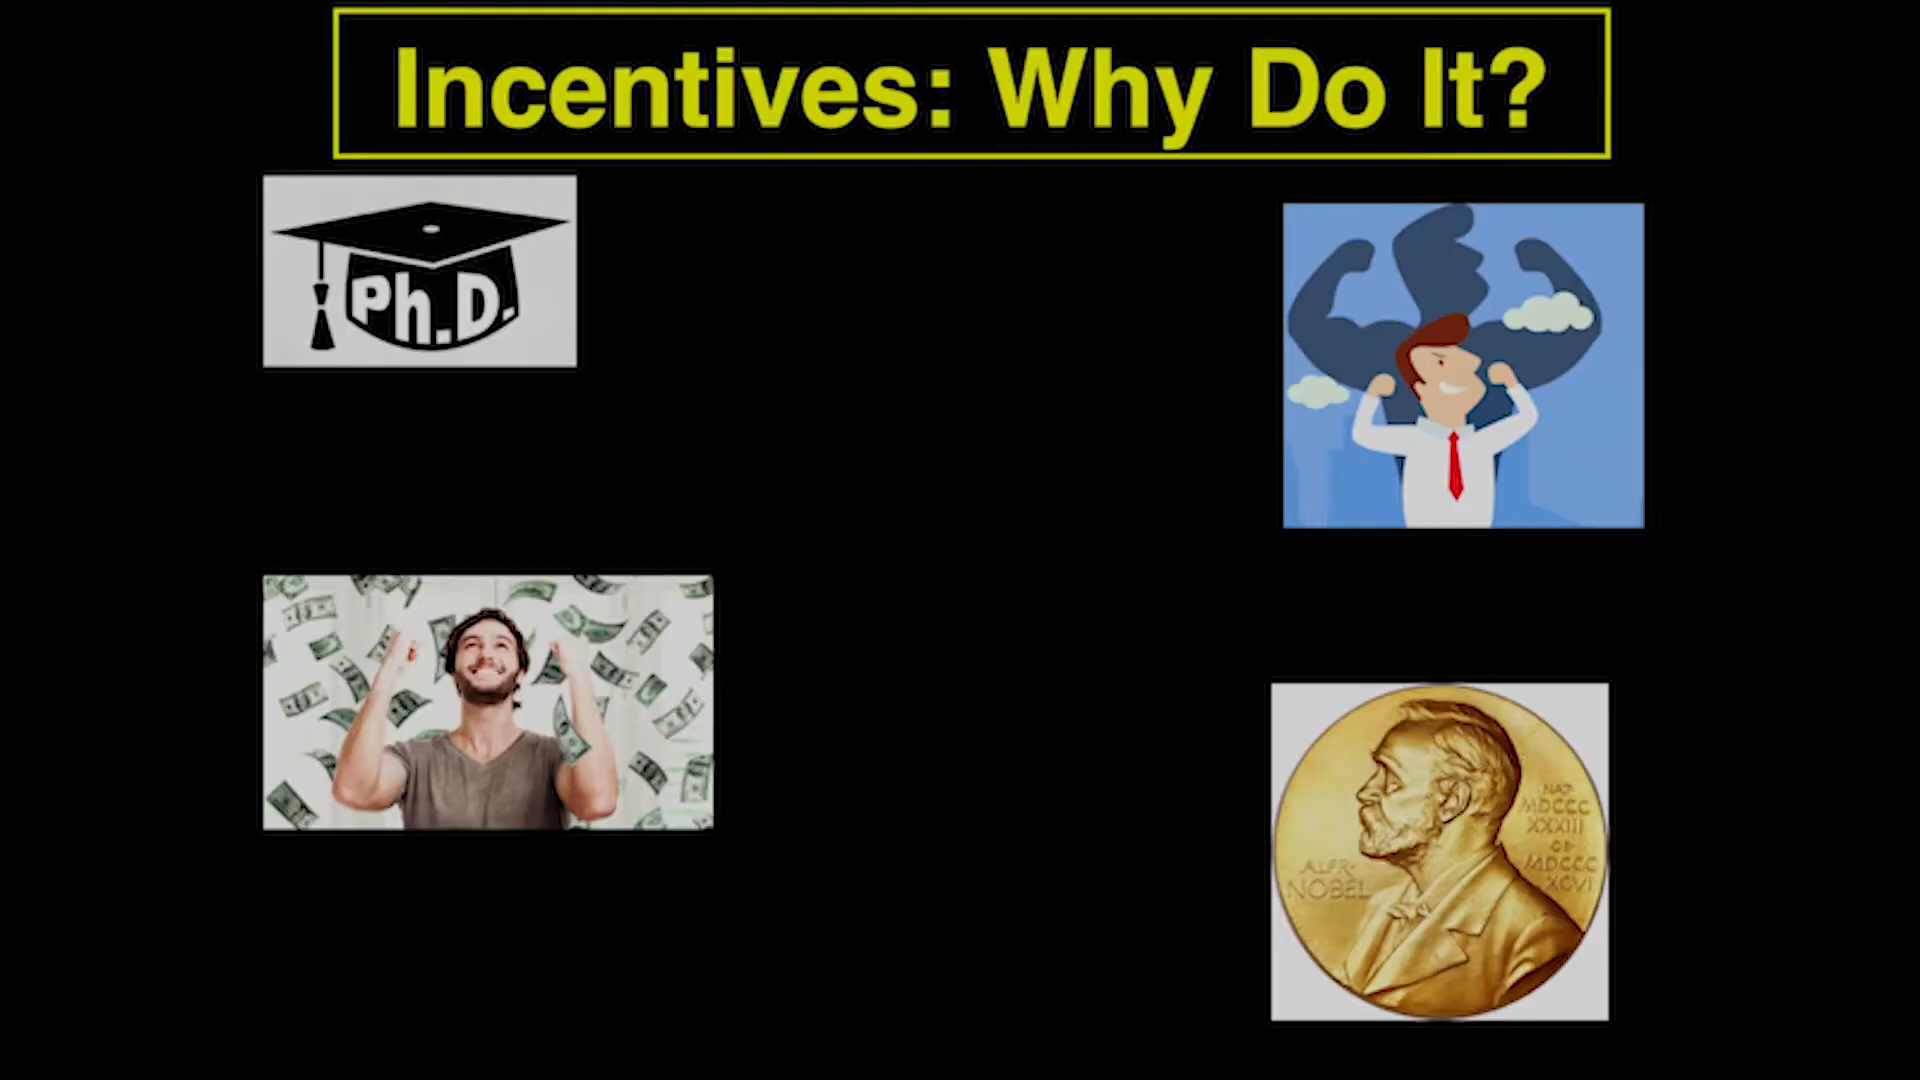 Incentives: Why Do It?
Ph.D.
NAT.
MDCCC
XXXIII
OB.
MDCCC
XCVI
ALFR.
NOBEL